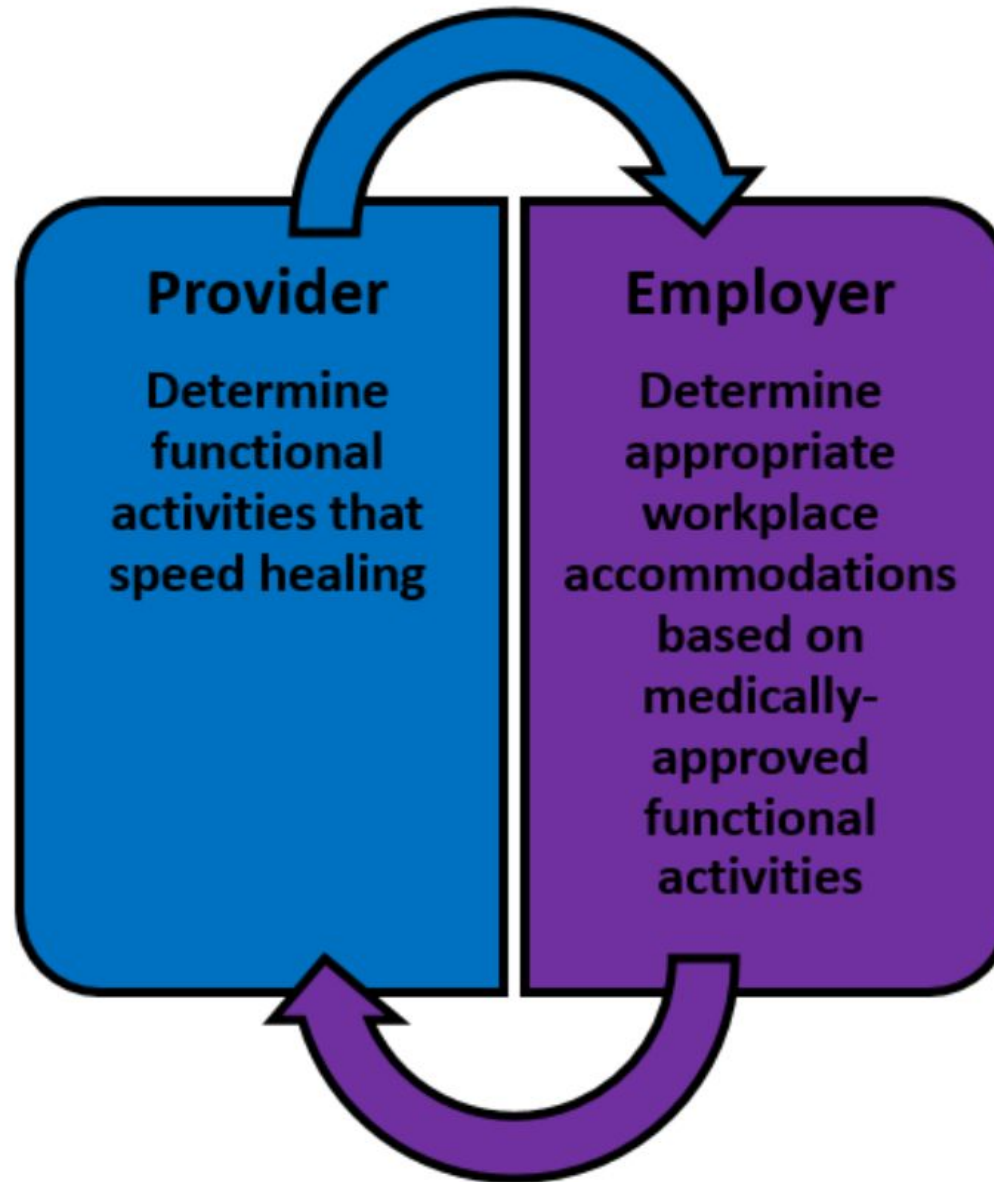 Provider
Determine
functional
activities that
speed healing
Employer
Determine
appropriate
workplace
accommodations
based on
medically-
approved
functional
activities